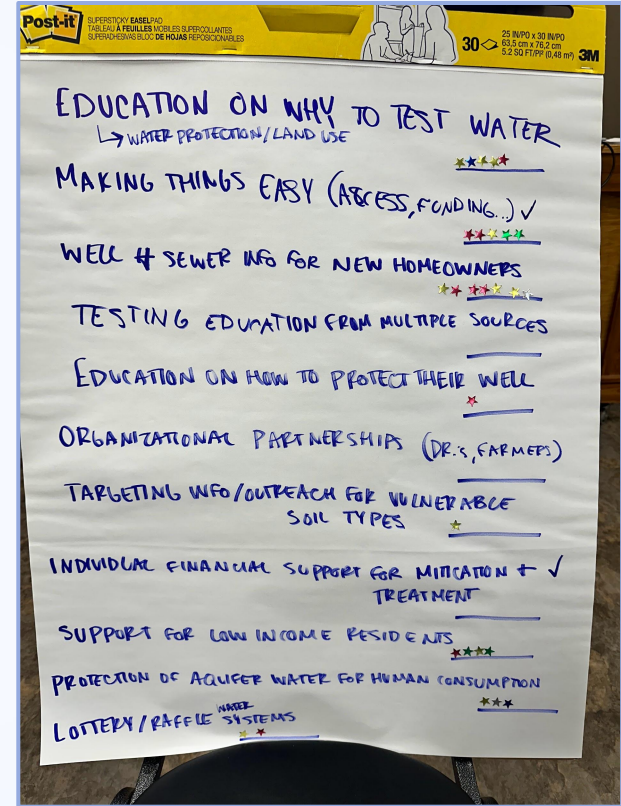 Post-it
SUPERSTICKY EASELPAD
TABLEAU À FEUILLES MOBILES SUPERCOLLANTES
SUPERADHESIVAS BLOC DE HOJAS REPOSICIONABLES
30
25 IN/PO x 30 IN/PO
63,5 cm x 76,2 cm
5.2 SQ FT/PI² (0,48 m²)
3M
EDUCATION ON WHY TO TEST WATER
↳ WATER PROTECTION/LAND USE
MAKING THINGS EASY (ACCESS, FUNDING..) ✓
WELL & SEWER INFO FOR NEW HOMEOWNERS
TESTING EDUCATION FROM MULTIPLE SOURCES
EDUCATION ON HOW TO PROTECT THEIR WELL
ORGANIZATIONAL PARTNERSHIPS (DR.'s, FARMERS)
TARGETING INFO/OUTREACH FOR VULNERABLE
SOIL TYPES
INDIVIDUAL FINANCIAL SUPPORT FOR MITIGATION + ✓
TREATMENT
SUPPORT FOR LOW INCOME RESIDENTS
PROTECTION OF AQUIFER WATER FOR HUMAN CONSUMPTION
LOTTERY/RAFFLE WATER SYSTEMS